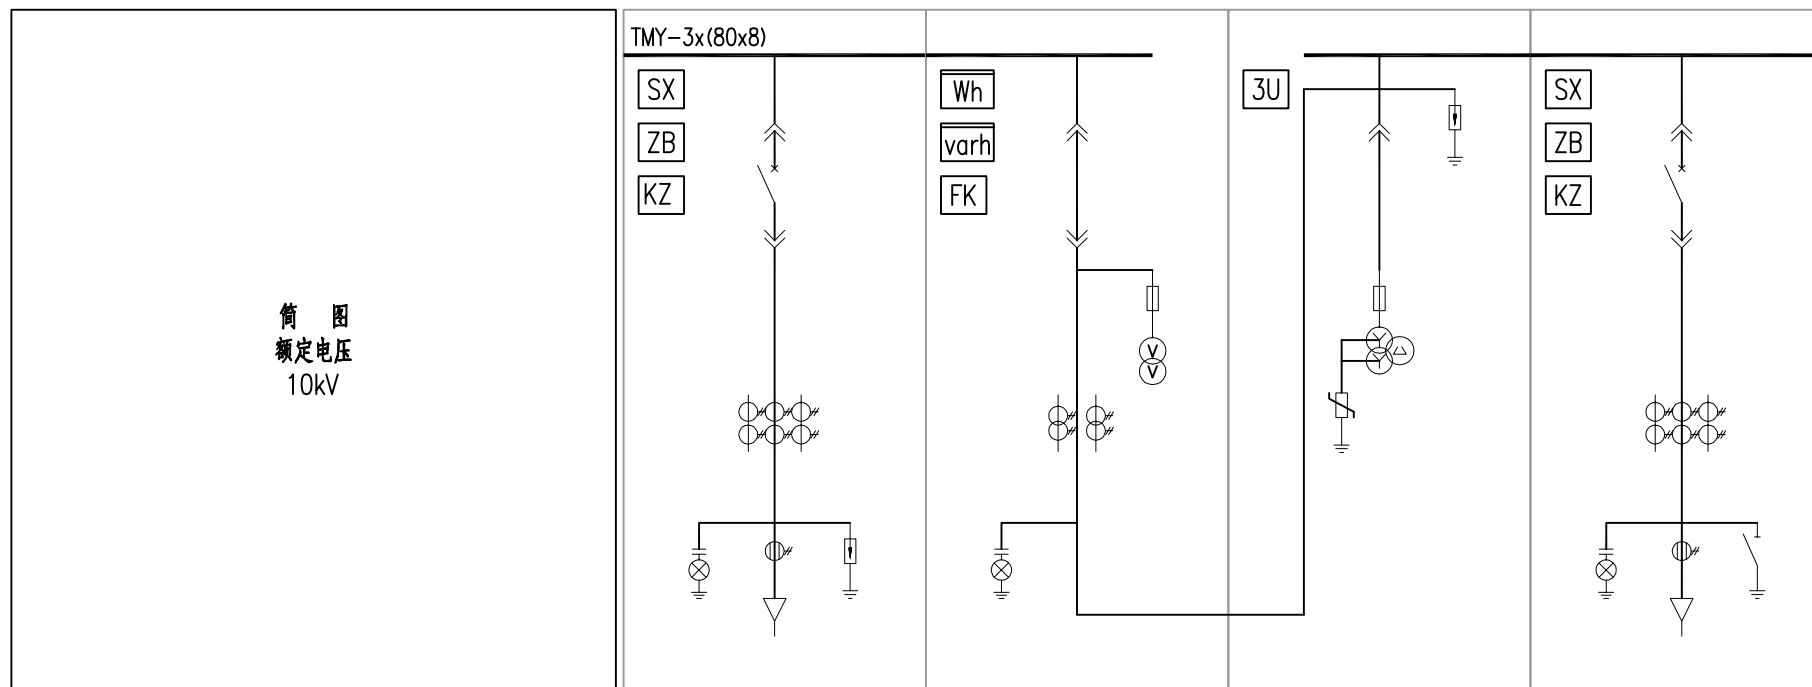 简 图
额定电压
10kV
TMY-3x(80x8)
SX
ZB
KZ
Wh
varh
FK
V
V
3U
SX
ZB
KZ